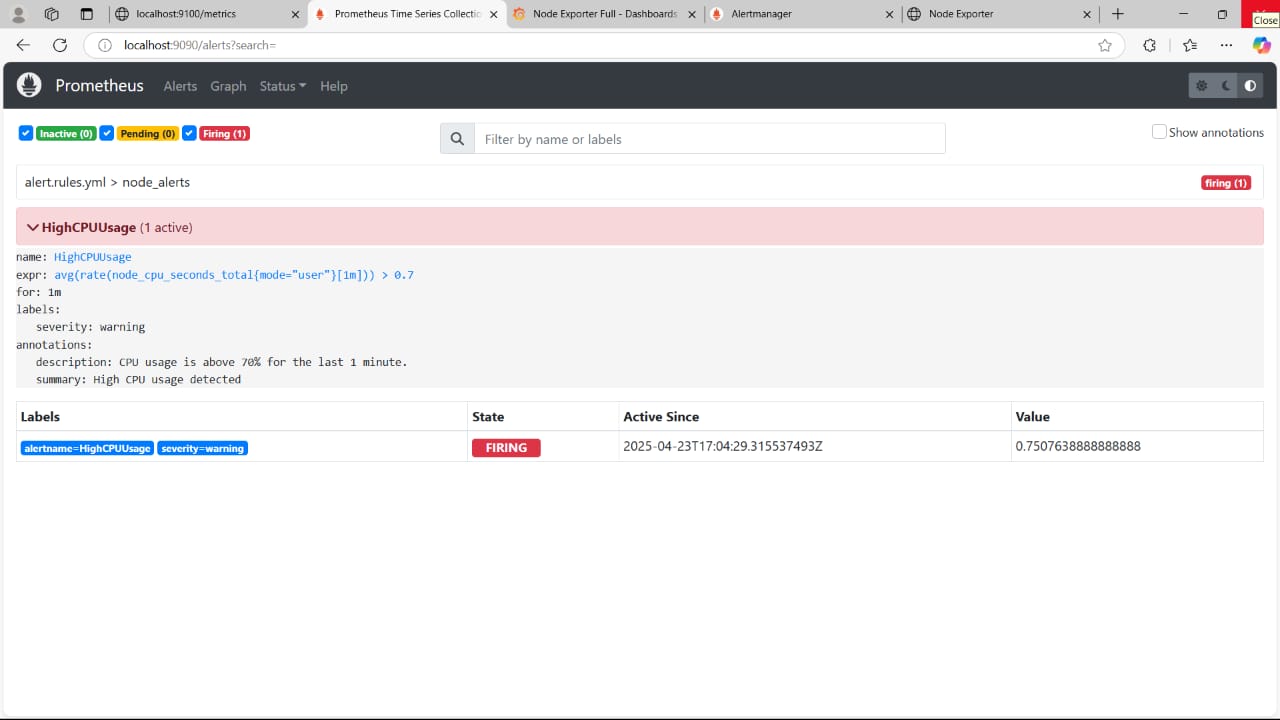 localhost:9100/metrics
Prometheus Time Series Collectio
Node Exporter Full - Dashboards
Alertmanager
Node Exporter
Close
localhost:9090/alerts?search=
Prometheus Alerts Graph Status Help
Inactive (0) Pending (0) Firing (1)
Filter by name or labels
Show annotations
alert.rules.yml > node_alerts
firing (1)
HighCPUUsage (1 active)
name: HighCPUUsage
expr: avg(rate(node_cpu_seconds_total{mode="user"}[1m])) > 0.7
for: 1m
labels:
severity: warning
annotations:
description: CPU usage is above 70% for the last 1 minute.
summary: High CPU usage detected
Labels State Active Since Value
alertname=HighCPUUsage severity=warning FIRING 2025-04-23T17:04:29.315537493Z 0.7507638888888888